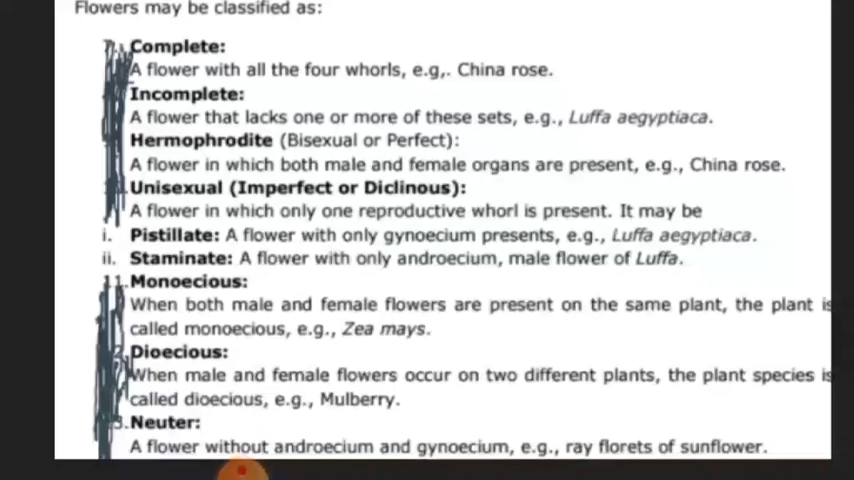 Flowers may be classified as:
7. Complete:
A flower with all the four whorls, e.g,. China rose.
Incomplete:
A flower that lacks one or more of these sets, e.g., Luffa aegyptiaca.
Hermophrodite (Bisexual or Perfect):
A flower in which both male and female organs are present, e.g., China rose.
Unisexual (Imperfect or Diclinous):
A flower in which only one reproductive whorl is present. It may be
i. Pistillate: A flower with only gynoecium presents, e.g., Luffa aegyptiaca.
ii. Staminate: A flower with only androecium, male flower of Luffa.
11. Monoecious:
When both male and female flowers are present on the same plant, the plant is
called monoecious, e.g., Zea mays.
Dioecious:
When male and female flowers occur on two different plants, the plant species is
called dioecious, e.g., Mulberry.
Neuter:
A flower without androecium and gynoecium, e.g., ray florets of sunflower.